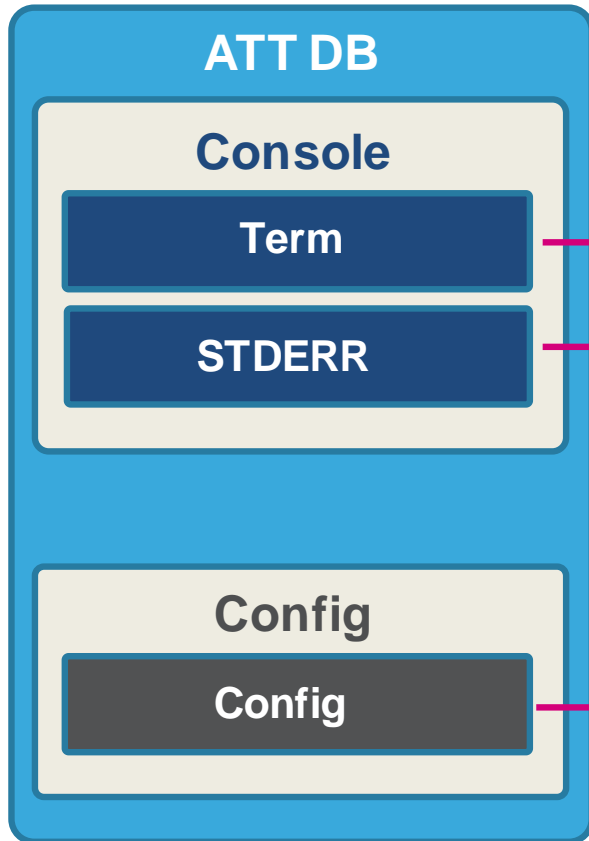 ATT DB
Console
Term
STDERR
Config
Config